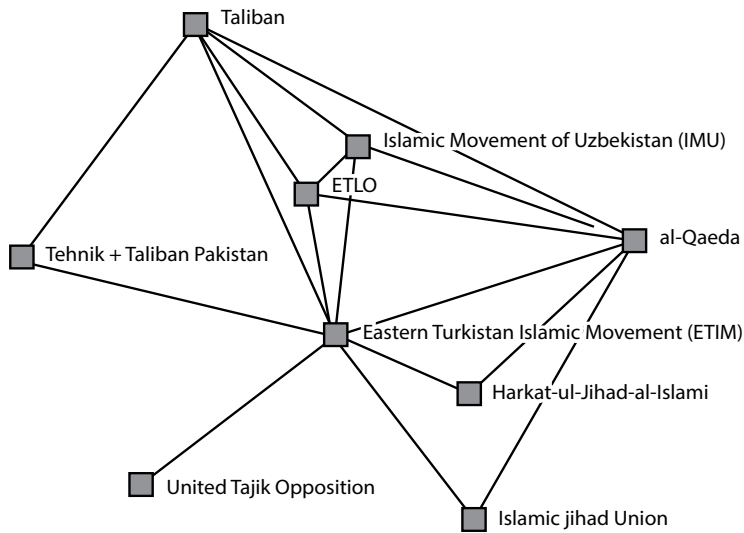 Taliban
Islamic Movement of Uzbekistan (IMU)
ETLO
al-Qaeda
Tehnik + Taliban Pakistan
Eastern Turkistan Islamic Movement (ETIM)
Harkat-ul-Jihad-al-Islami
United Tajik Opposition
Islamic jihad Union